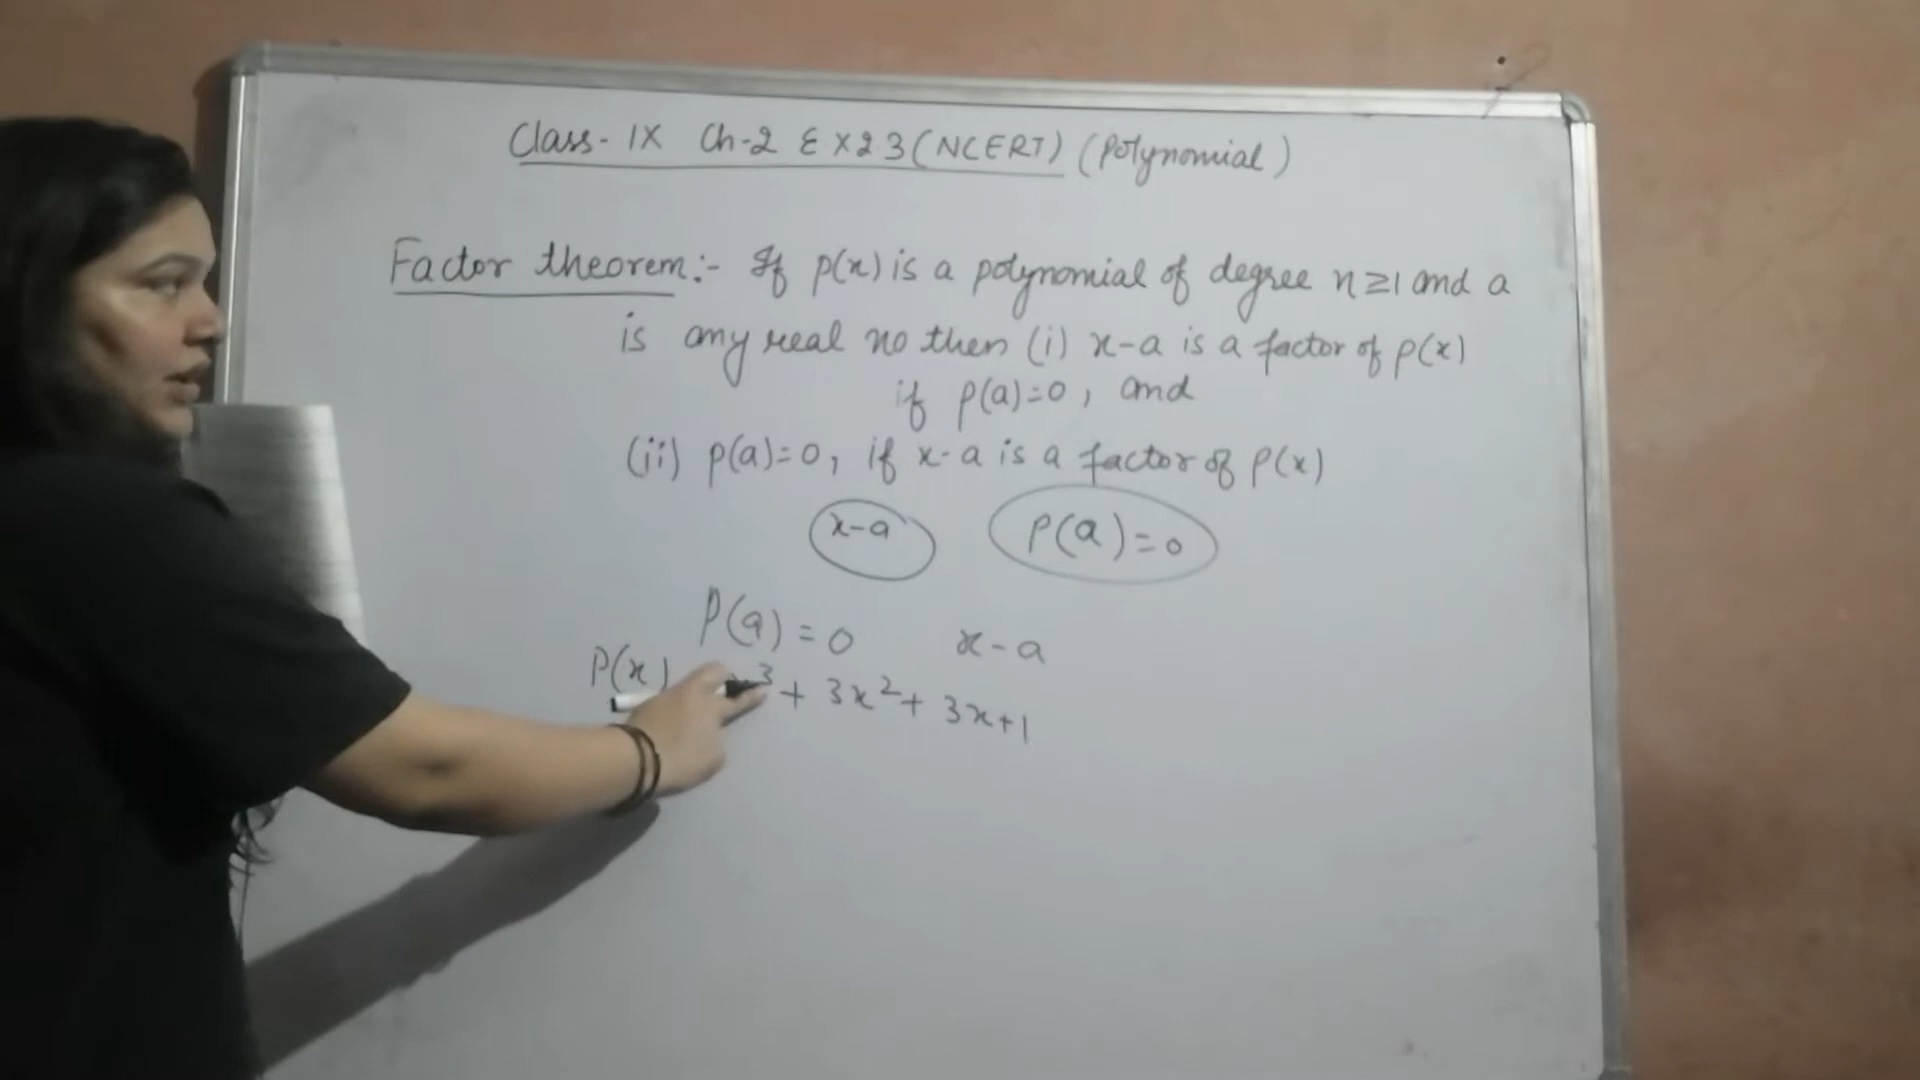 Class- IX Ch-2 Ex 2 3 (NCERT) (Polynomial)
Factor theorem:- If p(x) is a polynomial of degree n ≥ 1 and a
is any real no then (i) x-a is a factor of p(x)
if p(a)=0, and
(ii) p(a)=0, if x-a is a factor of p(x)
x-a p(a)=0
P(a) = 0 x-a
P(x) 3 + 3x² + 3x+1